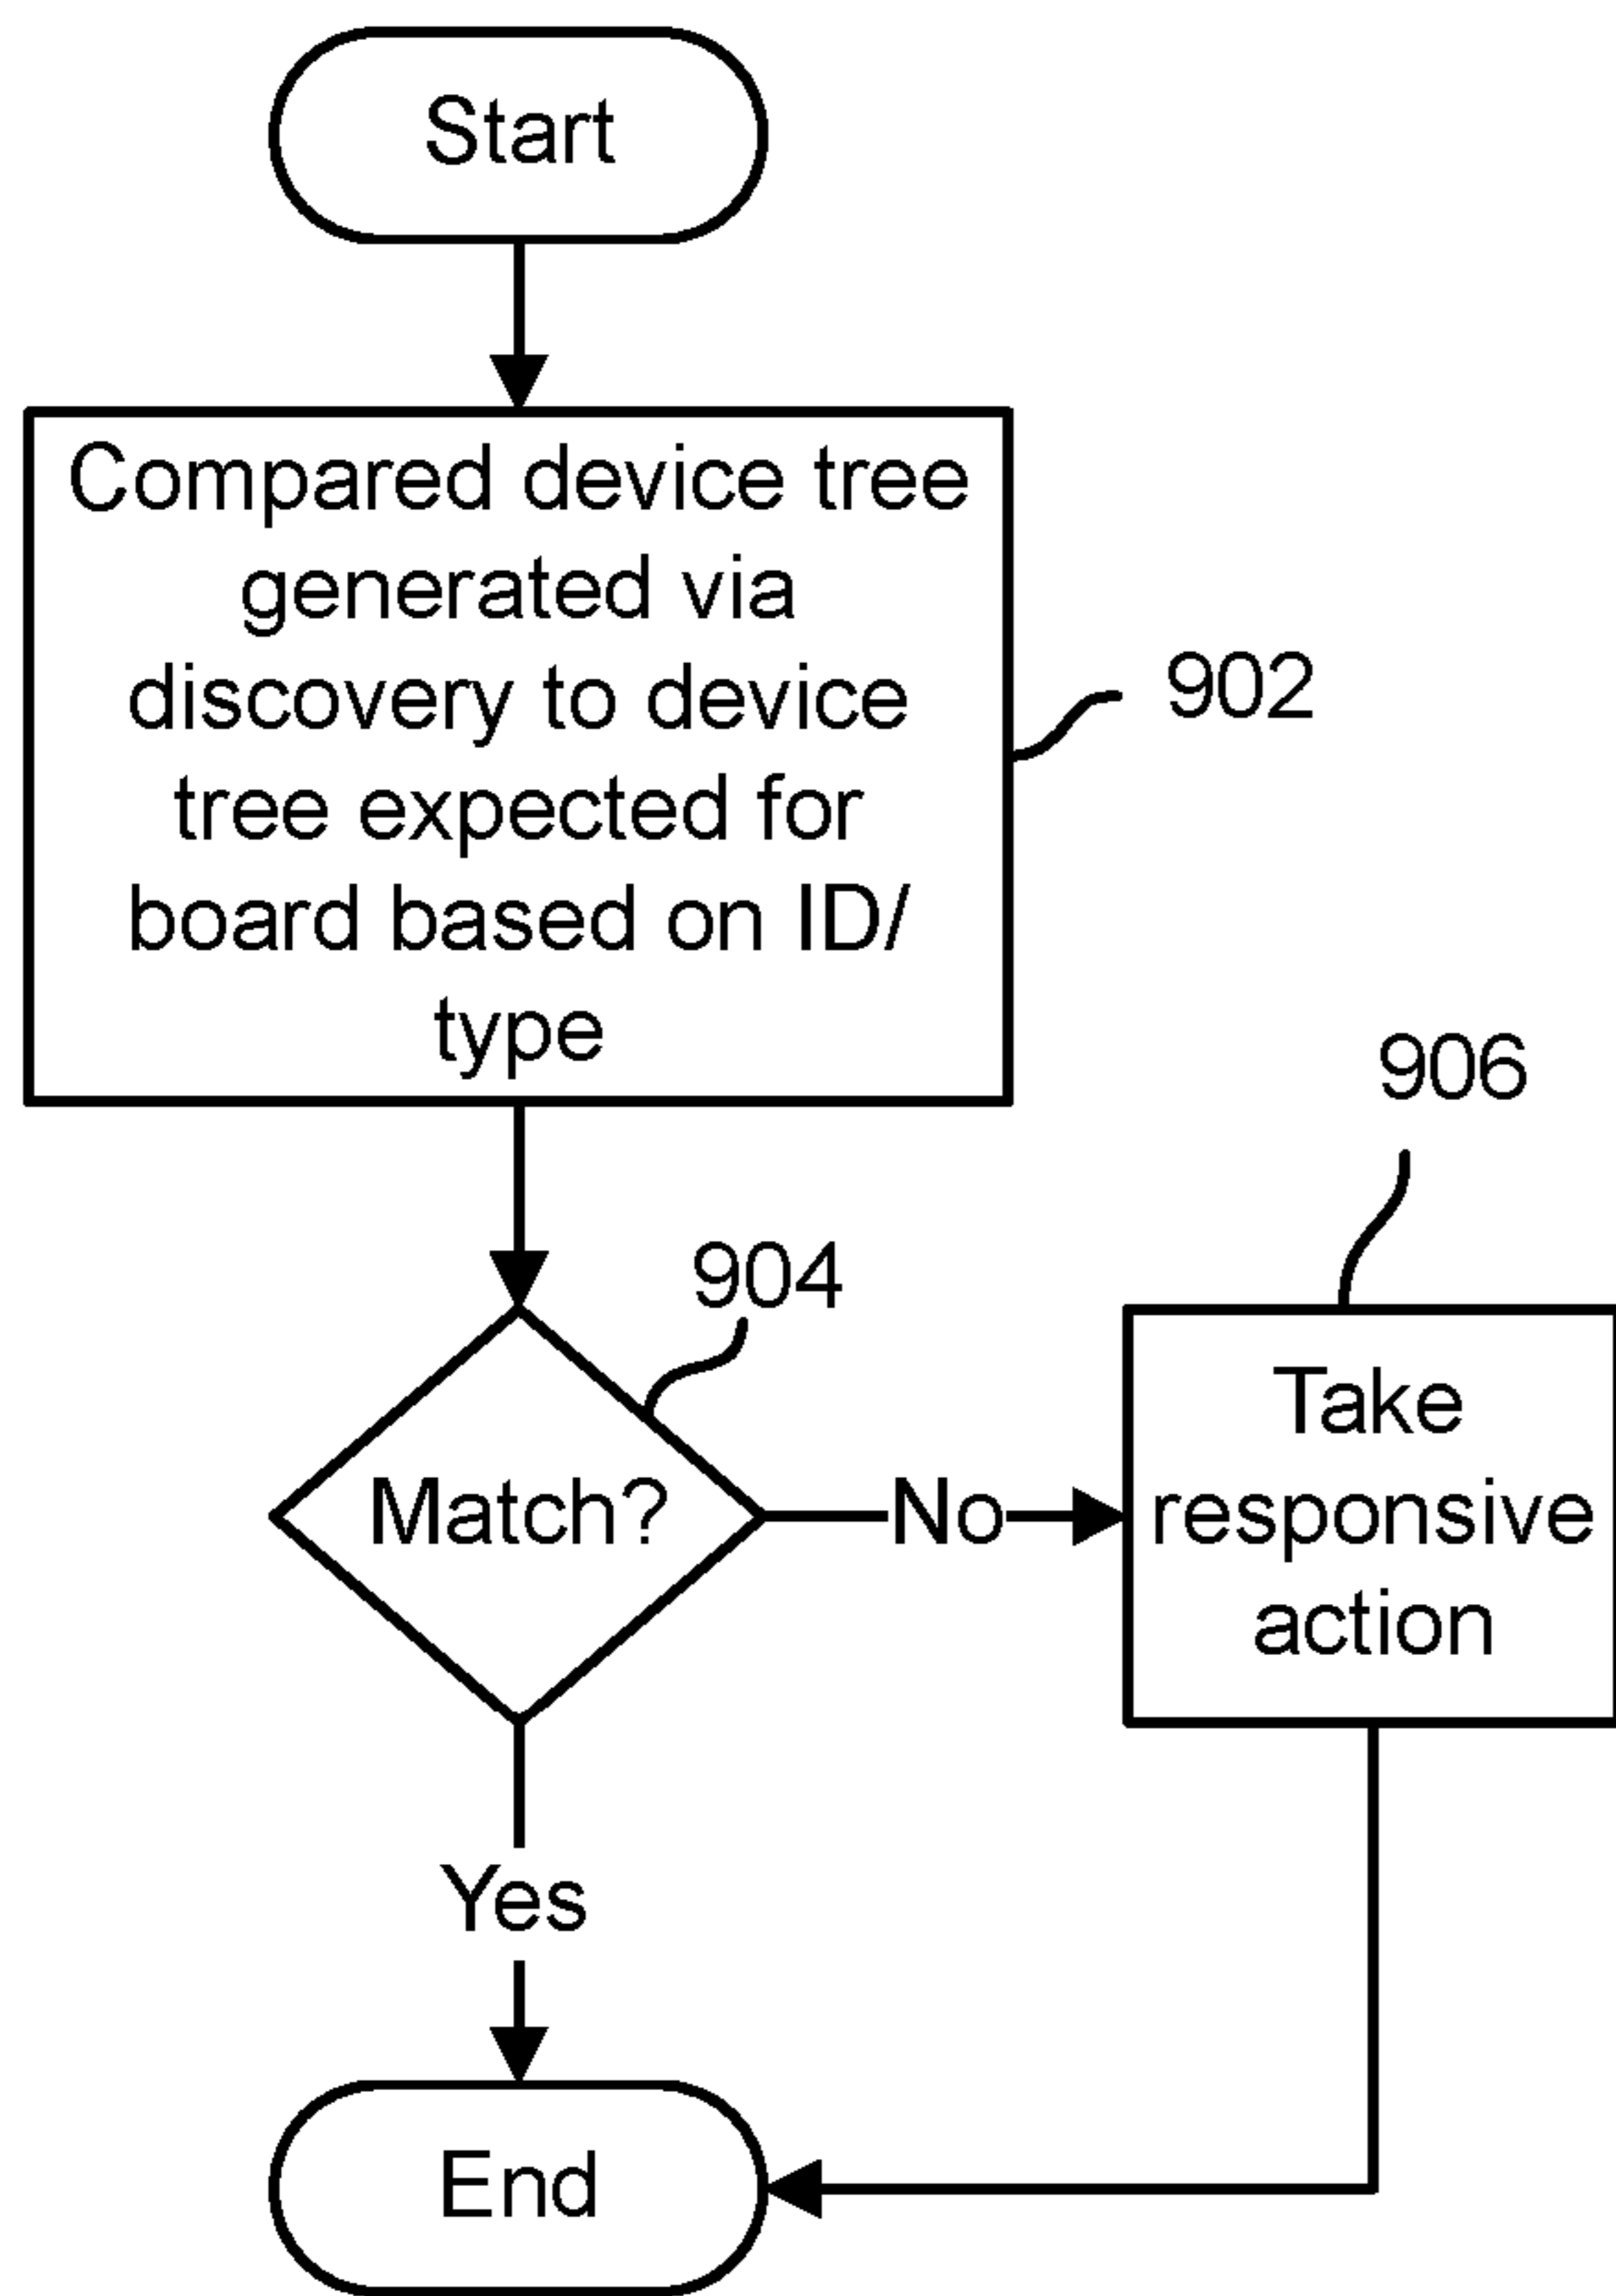 Start
Compared device tree
generated via
discovery to device
tree expected for
board based on ID/
type
902
906
904
Match?
No
Take
responsive
action
Yes
End